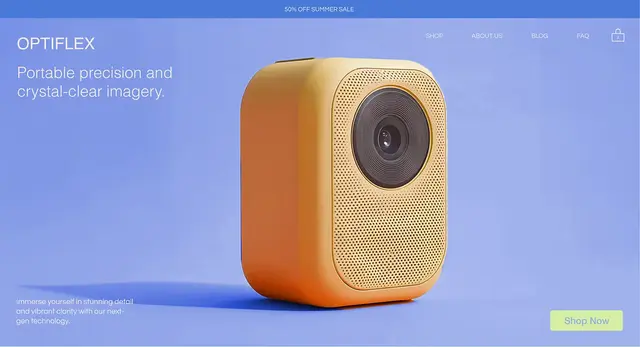 50% OFF SUMMER SALE
OPTIFLEX
SHOP
ABOUT US
BLOG
FAQ
Portable precision and
crystal-clear imagery.
Immerse yourself in stunning detail
and vibrant clarity with our next-
gen technology.
Shop Now